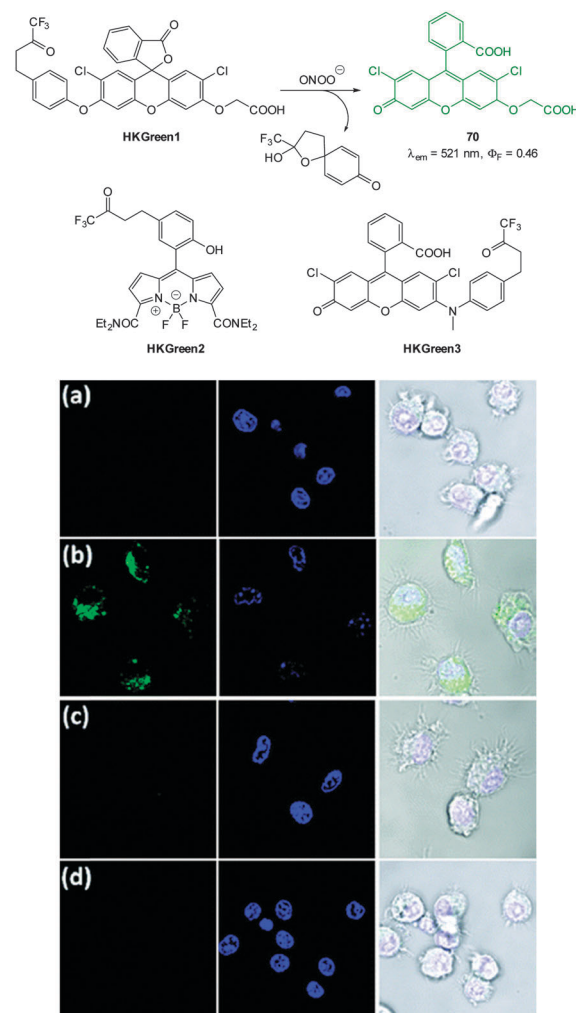 CF3
O
O
O
Cl
Cl
O
O
O
COOH
HKGreen1
ONOO⊖
F3C
HO
O
O
COOH
Cl
Cl
O
O
O
COOH
70
λem = 521 nm, ΦF = 0.46
O
F3C
OH
N
N
⊕
⊖
B
F
F
Et2NOC
CONEt2
HKGreen2
COOH
Cl
Cl
O
O
N
O
CF3
HKGreen3
(a)
(b)
(c)
(d)